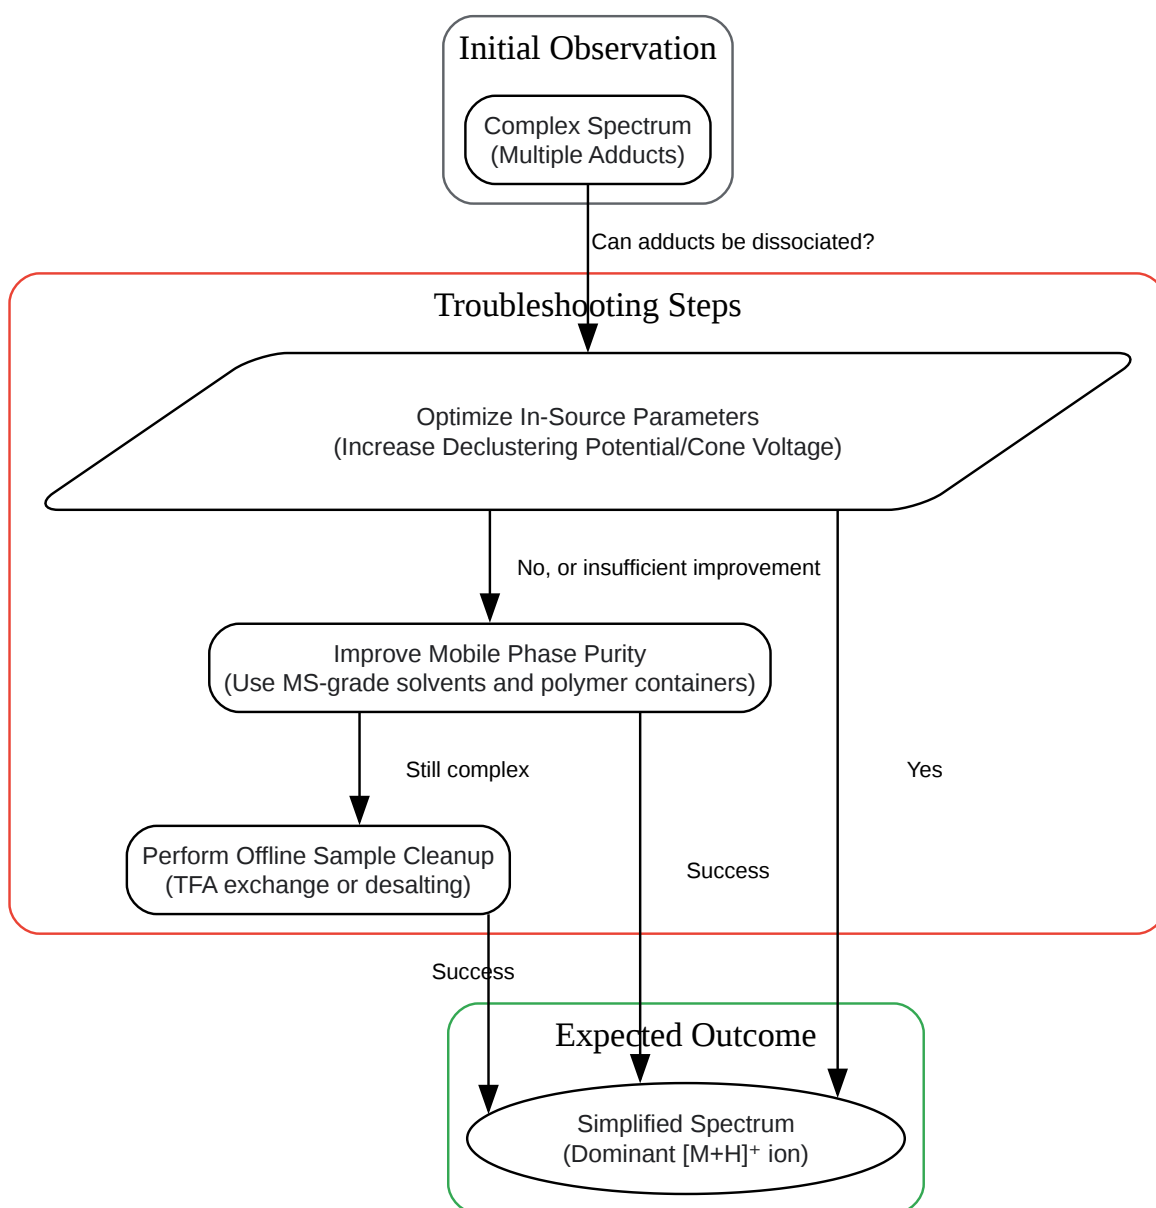 Initial Observation
Complex Spectrum
(Multiple Adducts)
Can adducts be dissociated?
Troubleshooting Steps
Optimize In-Source Parameters
(Increase Declustering Potential/Cone Voltage)
No, or insufficient improvement
Improve Mobile Phase Purity
(Use MS-grade solvents and polymer containers)
Still complex
Yes
Perform Offline Sample Cleanup
(TFA exchange or desalting)
Success
Success
Expected Outcome
Simplified Spectrum
(Dominant [M+H]⁺ ion)